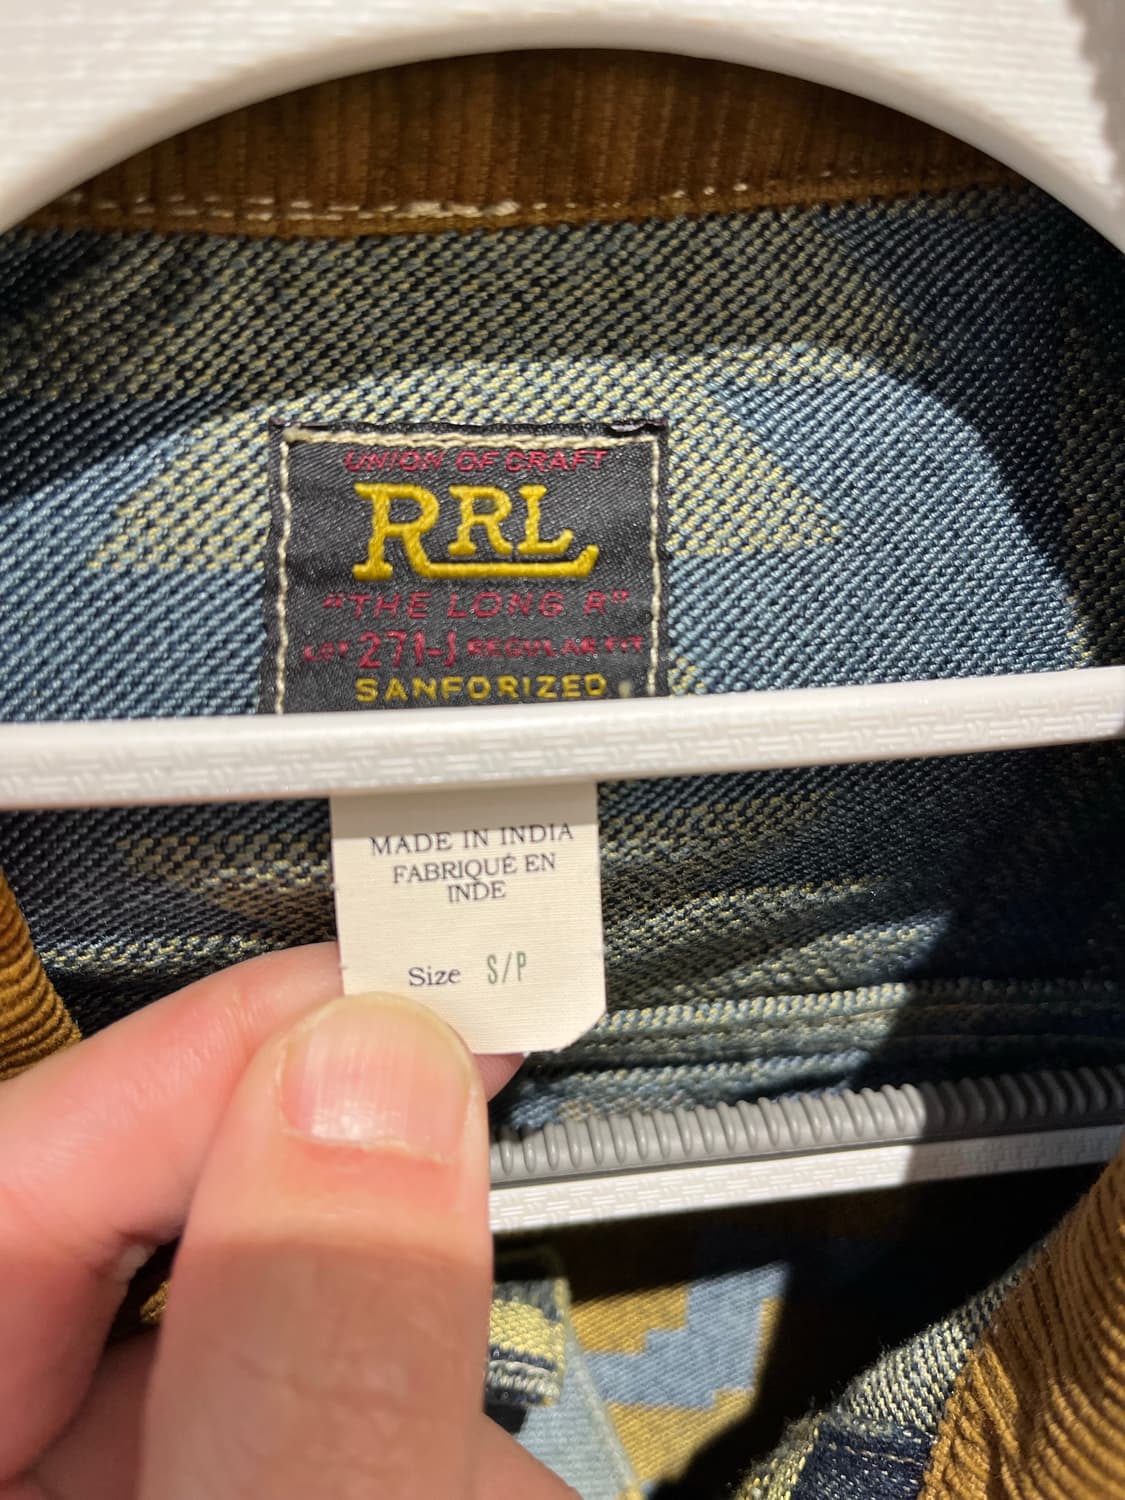 UNION OF CRAFT
RRL
"THE LONG R"
LOT 271-J REGULAR FIT
SANFORIZED
MADE IN INDIA
FABRIQUÉ EN
INDE
Size S/P